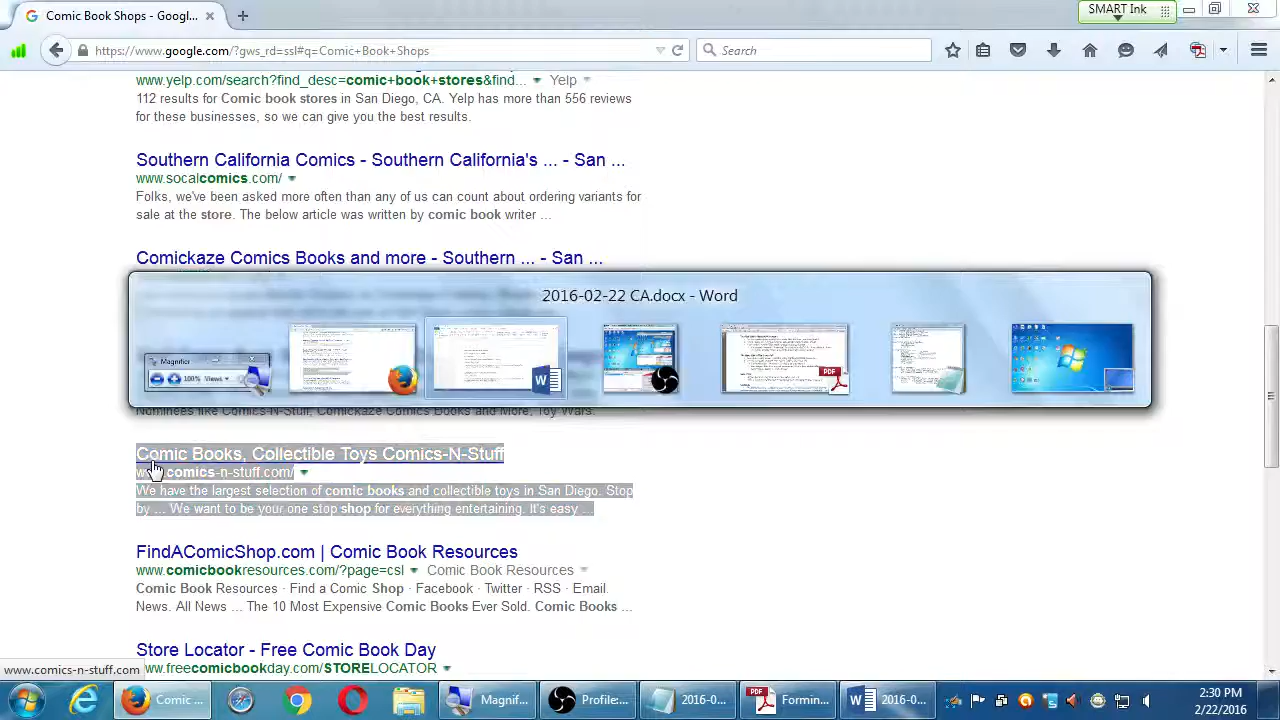 Comic Book Shops - Googl...
SMART Ink
https://www.google.com/?gws_rd=ssl#q=Comic+Book+Shops
Search
www.yelp.com/search?find_desc=comic+book+stores&find... Yelp
112 results for Comic book stores in San Diego, CA. Yelp has more than 556 reviews
for these businesses, so we can give you the best results.
Southern California Comics - Southern California's ... - San ...
www.socalcomics.com/
Folks, we've been asked more often than any of us can count about ordering variants for
sale at the store. The below article was written by comic book writer ...
Comickaze Comics Books and more - Southern ... - San ...
2016-02-22 CA.docx - Word
Magnifier
100% Views
PDF
Nominees like Comics-N-Stuff, Comickaze Comics Books and More, Toy Wars.
Comic Books, Collectible Toys Comics-N-Stuff
www.comics-n-stuff.com/
We have the largest selection of comic books and collectible toys in San Diego. Stop
by ... We want to be your one stop shop for everything entertaining. It's easy ...
FindAComicShop.com | Comic Book Resources
www.comicbookresources.com/?page=csl Comic Book Resources
Comic Book Resources · Find a Comic Shop · Facebook · Twitter · RSS · Email.
News. All News ... The 10 Most Expensive Comic Books Ever Sold. Comic Books ...
Store Locator - Free Comic Book Day
www.freecomicbookday.com/STORELOCATOR
www.comics-n-stuff.com
Comic ...
Magnif...
Profile:...
2016-0...
Formin...
2016-0...
2:30 PM
2/22/2016